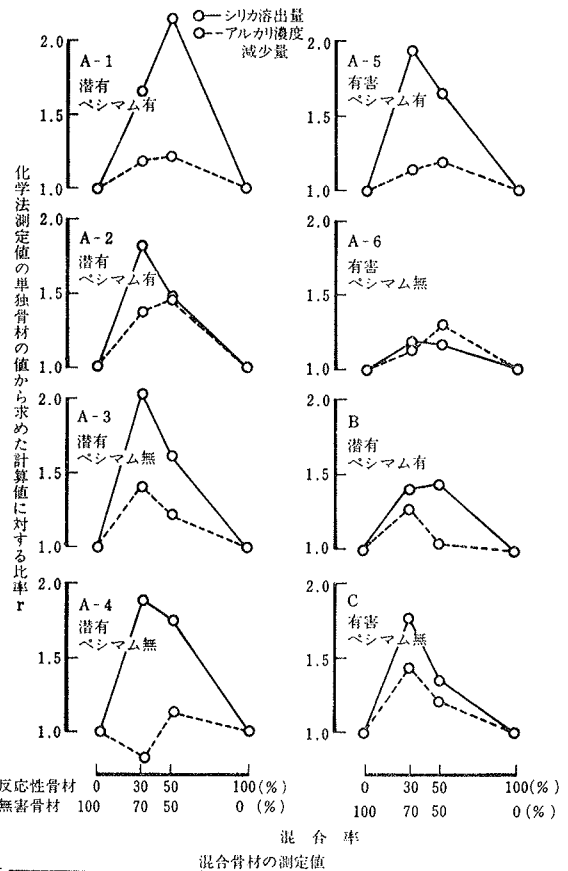 シリカ溶出量
アルカリ濃度
減少量
化学法測定値の単独骨材の値から求めた計算値に対する比率r
2.0
A-1
潜有
ペシマム有
1.5
1.0
2.0
A-2
潜有
ペシマム有
1.5
1.0
2.0
A-3
潜有
ペシマム無
1.5
1.0
2.0
A-4
潜有
ペシマム無
1.5
1.0
2.0
A-5
有害
ペシマム有
1.5
1.0
2.0
A-6
有害
ペシマム無
1.5
1.0
2.0
B
潜有
ペシマム有
1.5
1.0
2.0
C
有害
ペシマム無
1.5
1.0
反応性骨材 0 30 50 100(%) 0 30 50 100(%)
無害骨材 100 70 50 0 (%) 100 70 50 0 (%)
混合率
混合骨材の測定値